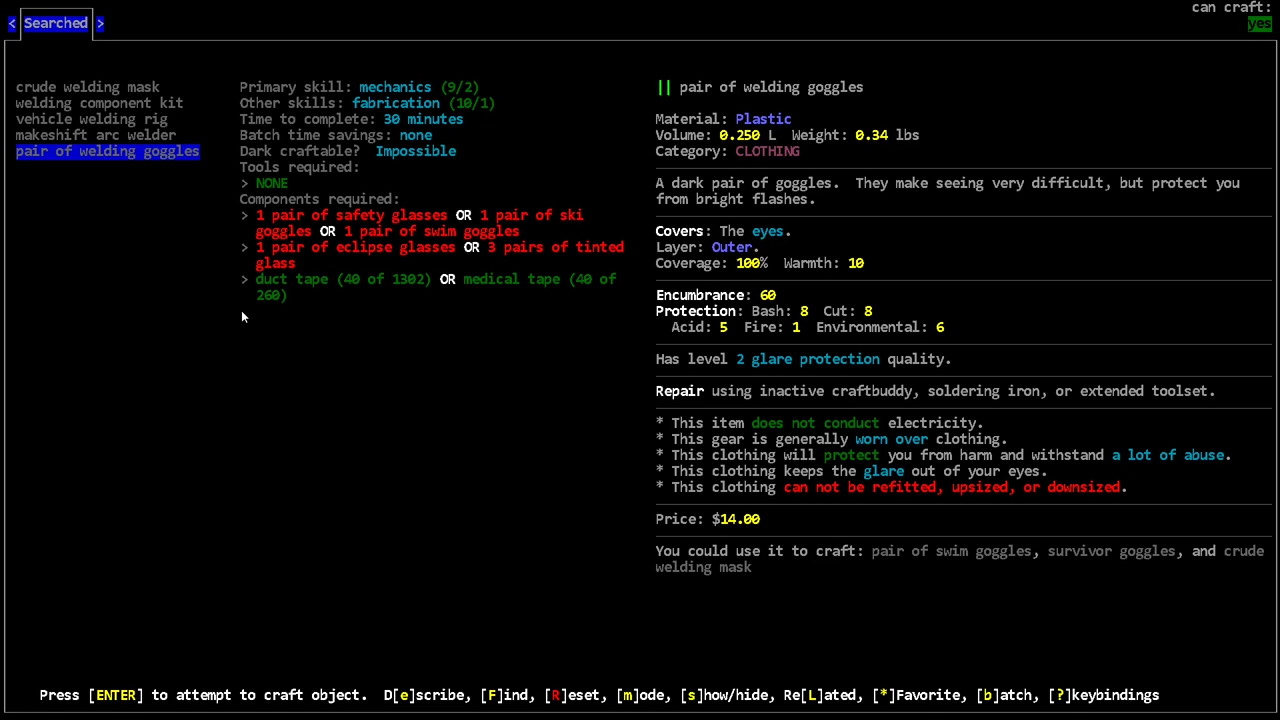 can craft:
< Searched > yes
crude welding mask
welding component kit
vehicle welding rig
makeshift arc welder
pair of welding goggles
Primary skill: mechanics (9/2)
Other skills: fabrication (10/1)
Time to complete: 30 minutes
Batch time savings: none
Dark craftable? Impossible
Tools required:
> NONE
Components required:
> 1 pair of safety glasses OR 1 pair of ski
goggles OR 1 pair of swim goggles
> 1 pair of eclipse glasses OR 3 pairs of tinted
glass
> duct tape (40 of 1302) OR medical tape (40 of
260)
|| pair of welding goggles
Material: Plastic
Volume: 0.250 L Weight: 0.34 lbs
Category: CLOTHING
A dark pair of goggles. They make seeing very difficult, but protect you
from bright flashes.
Covers: The eyes.
Layer: Outer.
Coverage: 100% Warmth: 10
Encumbrance: 60
Protection: Bash: 8 Cut: 8
Acid: 5 Fire: 1 Environmental: 6
Has level 2 glare protection quality.
Repair using inactive craftbuddy, soldering iron, or extended toolset.
* This item does not conduct electricity.
* This gear is generally worn over clothing.
* This clothing will protect you from harm and withstand a lot of abuse.
* This clothing keeps the glare out of your eyes.
* This clothing can not be refitted, upsized, or downsized.
Price: $14.00
You could use it to craft: pair of swim goggles, survivor goggles, and crude
welding mask
Press [ENTER] to attempt to craft object. D[e]scribe, [F]ind, [R]eset, [m]ode, [s]how/hide, Re[L]ated, [*]Favorite, [b]atch, [?]keybindings